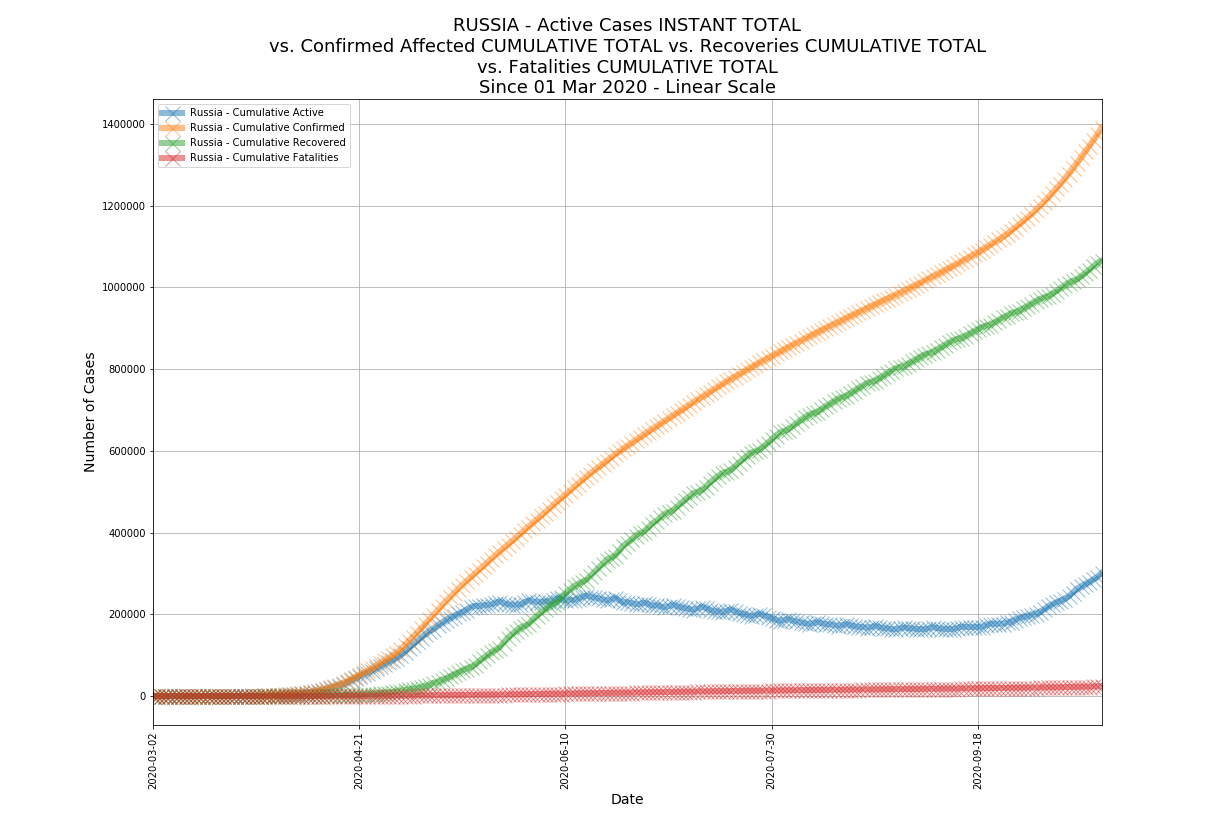 RUSSIA - Active Cases INSTANT TOTAL
vs. Confirmed Affected CUMULATIVE TOTAL vs. Recoveries CUMULATIVE TOTAL
vs. Fatalities CUMULATIVE TOTAL
Since 01 Mar 2020 - Linear Scale
Russia - Cumulative Active
Russia - Cumulative Confirmed
Russia - Cumulative Recovered
Russia - Cumulative Fatalities
1400000
1200000
1000000
800000
600000
400000
200000
0
Number of Cases
2020-03-02
2020-04-21
2020-06-10
2020-07-30
2020-09-18
Date